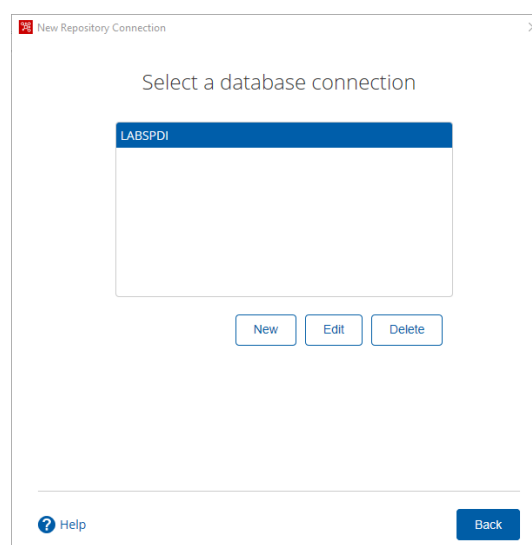 New Repository Connection
Select a database connection
LABSPDI
New Edit Delete
Help Back